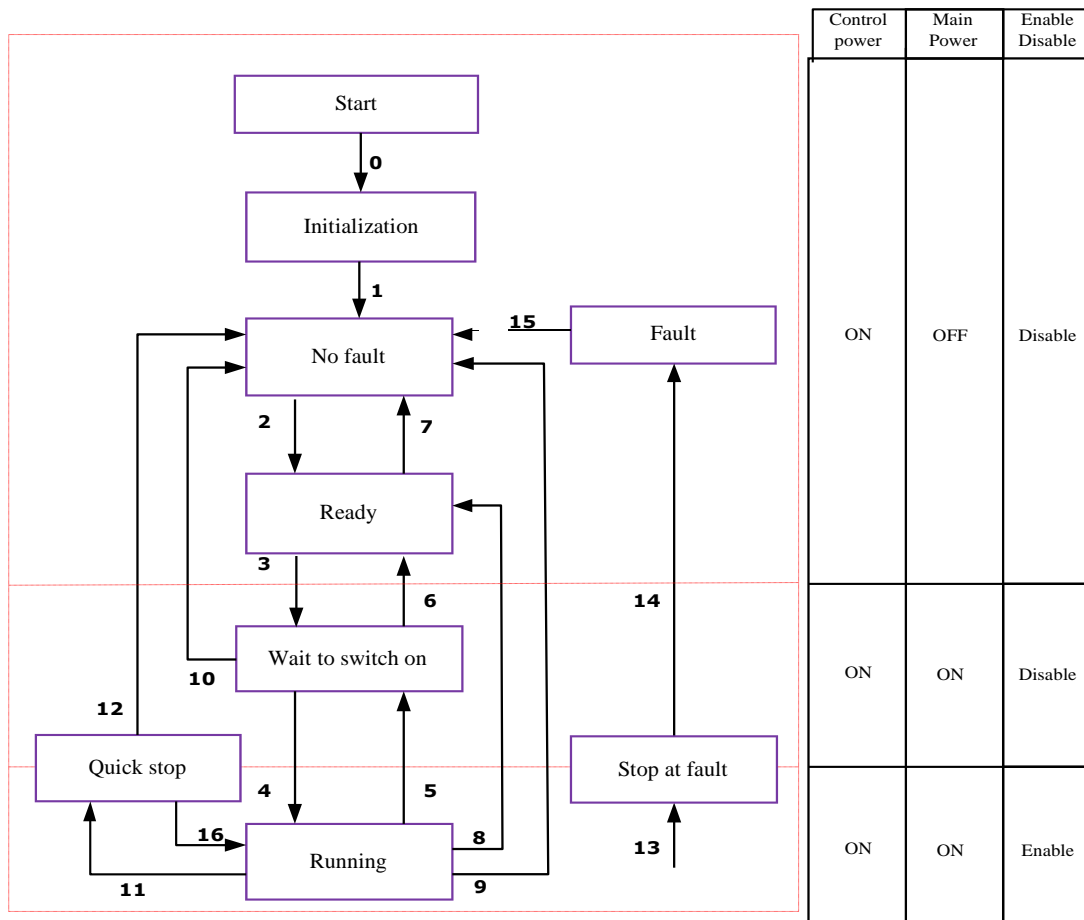 Control power
Main Power
Enable Disable
Start
0
Initialization
1
15
Fault
No fault
ON
OFF
Disable
2
7
Ready
3
6
14
Wait to switch on
10
ON
ON
Disable
12
Quick stop
Stop at fault
4
5
16
8
13
Running
11
9
ON
ON
Enable